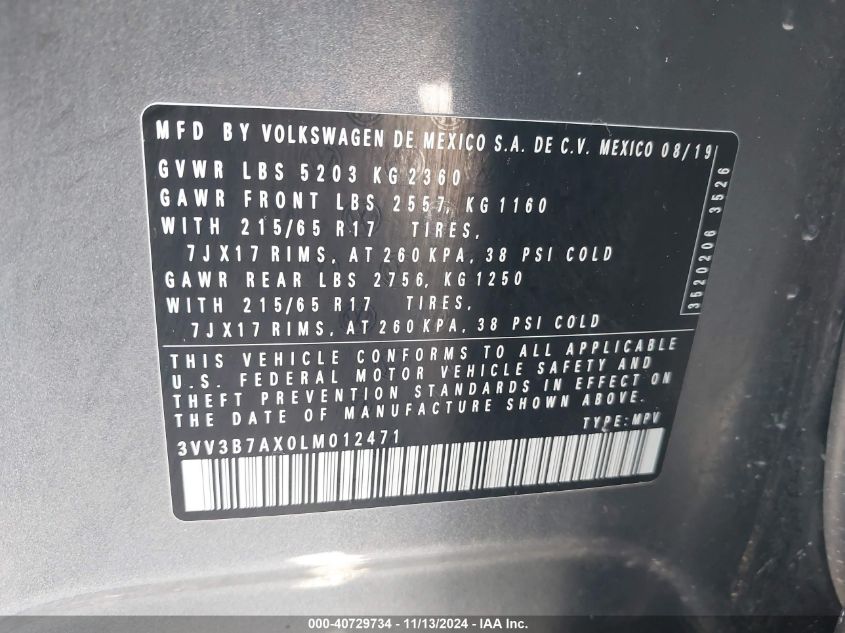 MFD BY VOLKSWAGEN DE MEXICO S.A. DE C.V. MEXICO 08/19
GVWR LBS 5203 KG 2360
GAWR FRONT LBS 2557, KG 1160
WITH 215/65 R17 TIRES,
7JX17 RIMS, AT 260 KPA, 38 PSI COLD
GAWR REAR LBS 2756, KG 1250
WITH 215/65 R17 TIRES,
7JX17 RIMS, AT 260 KPA, 38 PSI COLD
3520206 3526
THIS VEHICLE CONFORMS TO ALL APPLICABLE
U.S. FEDERAL MOTOR VEHICLE SAFETY AND
THEFT PREVENTION STANDARDS IN EFFECT ON
THE DATE OF MANUFACTURE SHOWN ABOVE.
TYPE: MPV
3VV3B7AX0LM012471
000-40729734 - 11/13/2024 - IAA Inc.